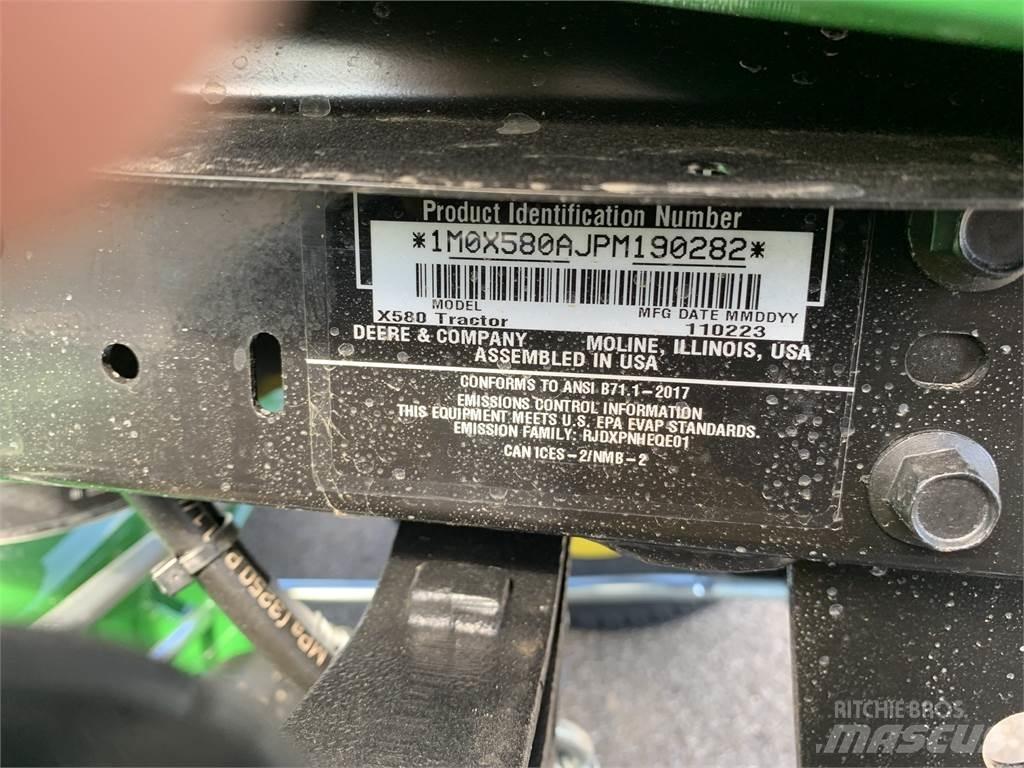 Product Identification Number
*1M0X580AJPM190282*
MODEL MFG DATE MMDDYY
X580 Tractor 110223
DEERE & COMPANY MOLINE, ILLINOIS, USA
ASSEMBLED IN USA
CONFORMS TO ANSI B71.1-2017
EMISSIONS CONTROL INFORMATION
THIS EQUIPMENT MEETS U.S. EPA EVAP STANDARDS.
EMISSION FAMILY: RJDXPNHEQE01
CAN ICES-2/NMB-2
MPa (3250 P
RITCHIE BROS.
MASCUS